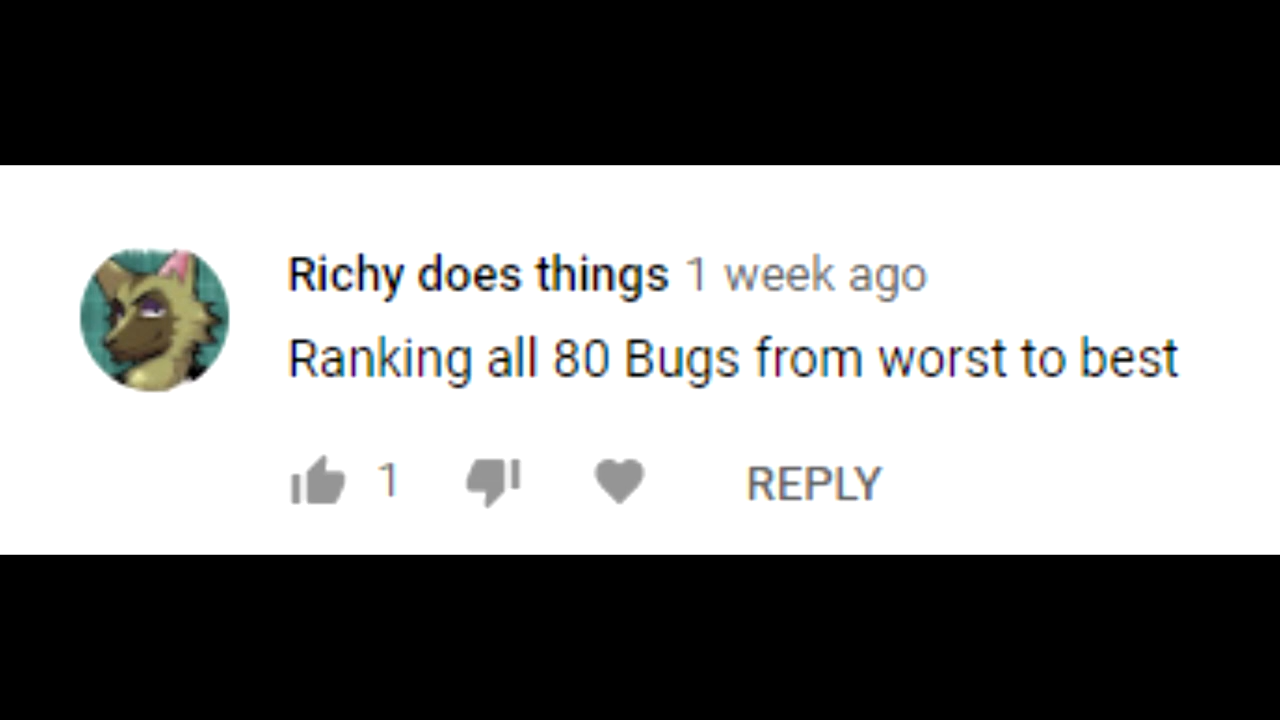 Richy does things 1 week ago
Ranking all 80 Bugs from worst to best
1 REPLY